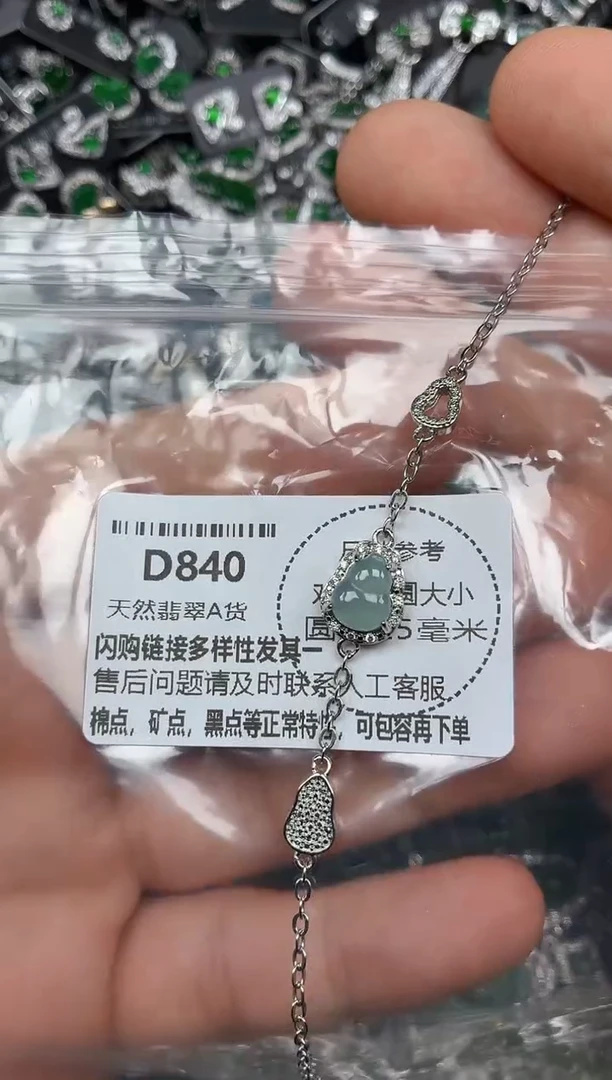 D840
天然翡翠A货
参考
圆大小
圆 5毫米
闪购链接多样性发其一
售后问题请及时联系人工客服
棉点，矿点，黑点等正常特性，可包容再下单